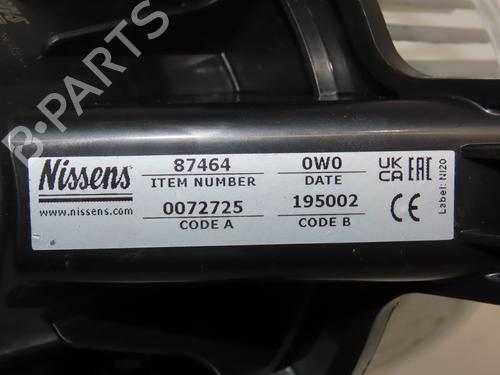 B-PARTS
Nissens
www.nissens.com
87464
ITEM NUMBER
0072725
CODE A
0W0
DATE
195002
CODE B
UK
CA
EAC
CE
Label: NI20